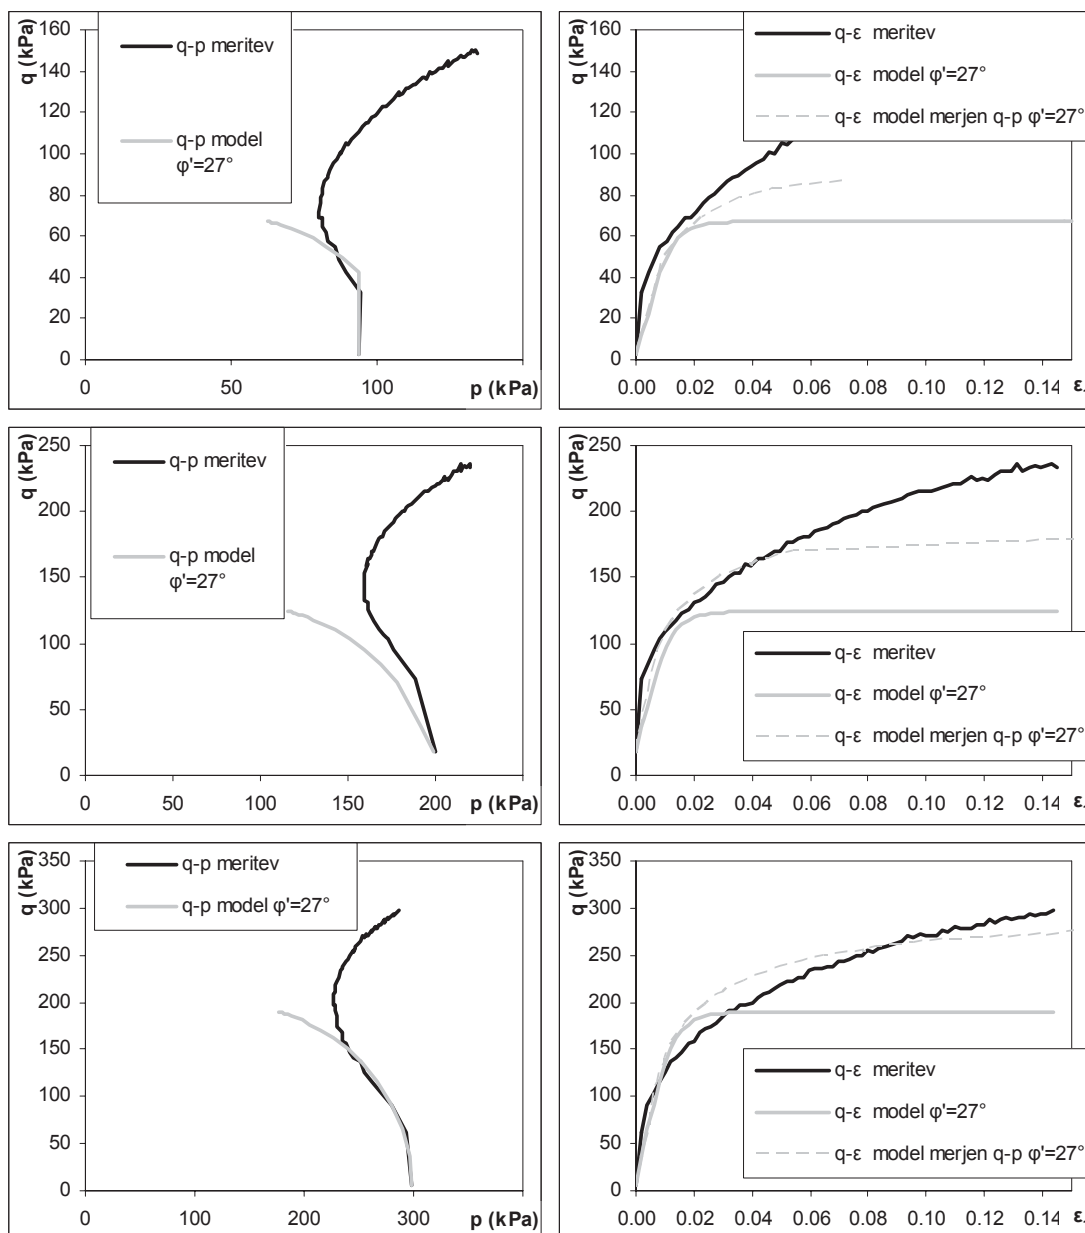 q (kPa)
160
140
120
100
80
60
40
20
0
0
50
100
p (kPa)
q-p meritev
q-p model
φ'=27°
q (kPa)
160
140
120
100
80
60
40
20
0
0.00 0.02 0.04 0.06 0.08 0.10 0.12 0.14
q-ε meritev
q-ε model φ'=27°
q-ε model merjen q-p φ'=27°
q (kPa)
250
200
150
100
50
0
0
50
100
150
200
p (kPa)
q-p meritev
q-p model
φ'=27°
q (kPa)
250
200
150
100
50
0
0.00 0.02 0.04 0.06 0.08 0.10 0.12 0.14
q-ε meritev
q-ε model φ'=27°
q-ε model merjen q-p φ'=27°
q (kPa)
350
300
250
200
150
100
50
0
0
100
200
300
p (kPa)
q-p meritev
q-p model φ'=27°
q (kPa)
350
300
250
200
150
100
50
0
0.00 0.02 0.04 0.06 0.08 0.10 0.12 0.14
q-ε meritev
q-ε model φ'=27°
q-ε model merjen q-p φ'=27°